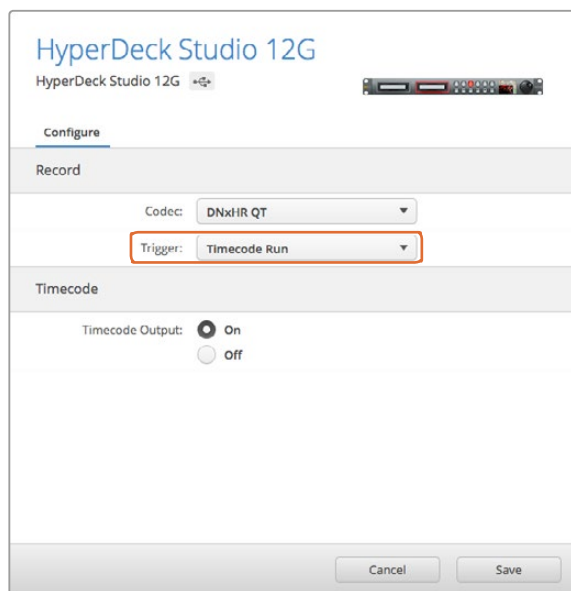 HyperDeck Studio 12G
HyperDeck Studio 12G
Configure
Record
Codec: DNxHR QT
Trigger: Timecode Run
Timecode
Timecode Output: On
Off
Cancel Save